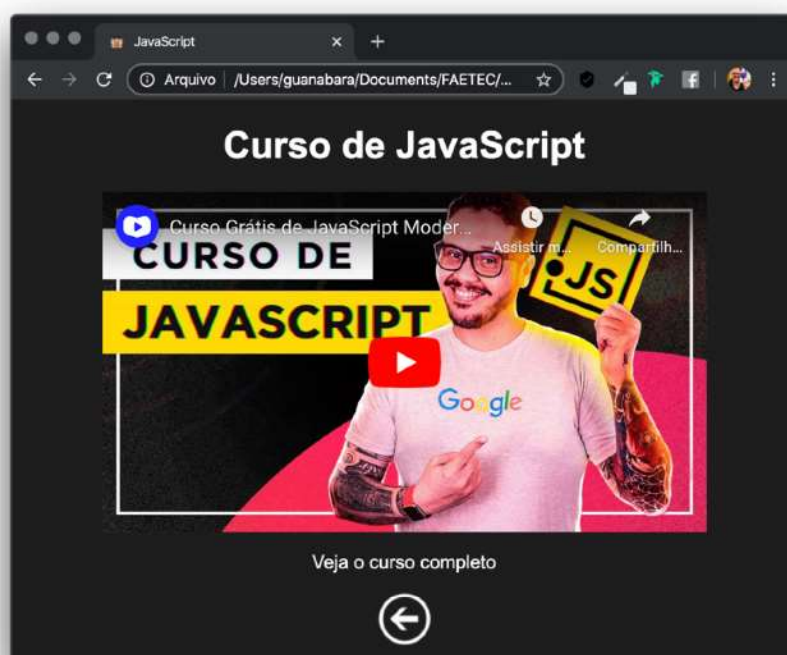 JavaScript
Arquivo /Users/guanabara/Documents/FAETEC/...
Curso de JavaScript
Curso Grátis de JavaScript Moder...
Assistir m...
Compartilh...
CURSO DE
JAVASCRIPT
JS
Google
Veja o curso completo